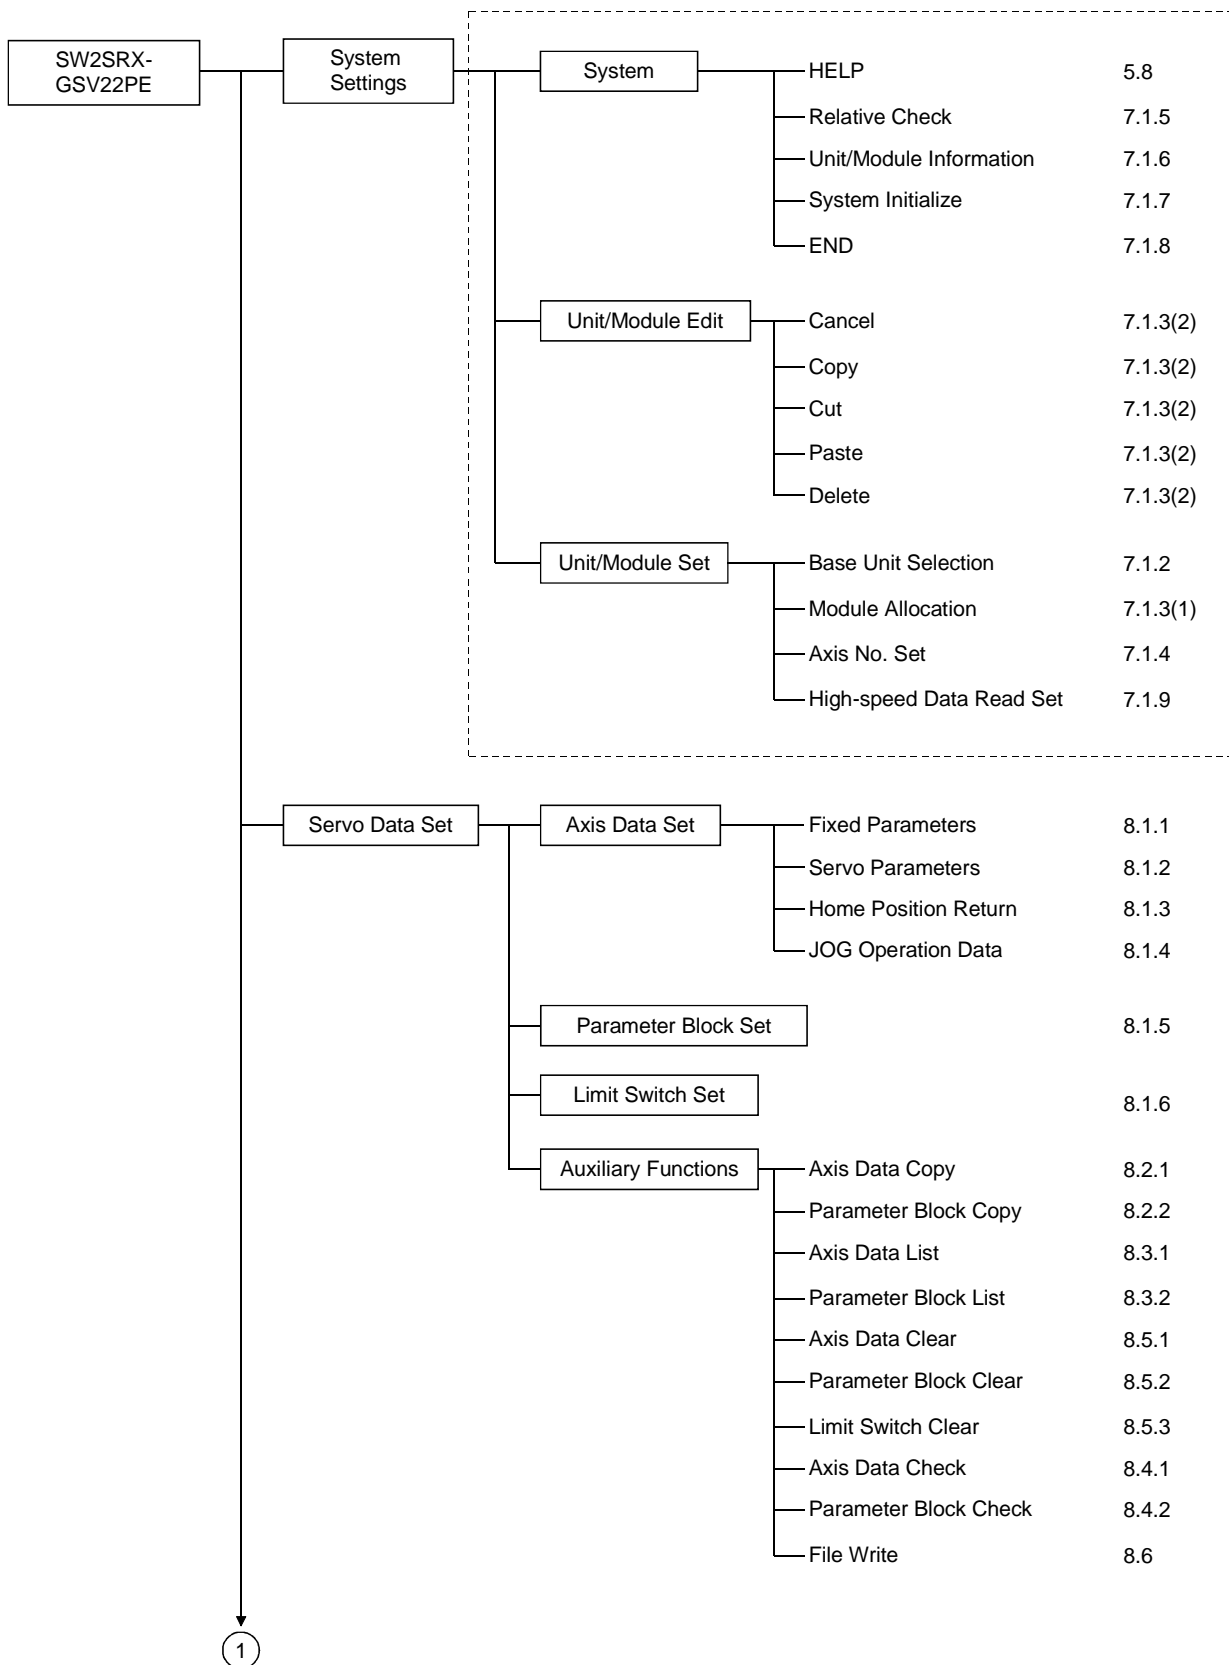 SW2SRX-
GSV22PE
System
Settings
System
HELP 5.8
Relative Check 7.1.5
Unit/Module Information 7.1.6
System Initialize 7.1.7
END 7.1.8
Unit/Module Edit
Cancel 7.1.3(2)
Copy 7.1.3(2)
Cut 7.1.3(2)
Paste 7.1.3(2)
Delete 7.1.3(2)
Unit/Module Set
Base Unit Selection 7.1.2
Module Allocation 7.1.3(1)
Axis No. Set 7.1.4
High-speed Data Read Set 7.1.9
Servo Data Set
Axis Data Set
Fixed Parameters 8.1.1
Servo Parameters 8.1.2
Home Position Return 8.1.3
JOG Operation Data 8.1.4
Parameter Block Set 8.1.5
Limit Switch Set 8.1.6
Auxiliary Functions
Axis Data Copy 8.2.1
Parameter Block Copy 8.2.2
Axis Data List 8.3.1
Parameter Block List 8.3.2
Axis Data Clear 8.5.1
Parameter Block Clear 8.5.2
Limit Switch Clear 8.5.3
Axis Data Check 8.4.1
Parameter Block Check 8.4.2
File Write 8.6
1